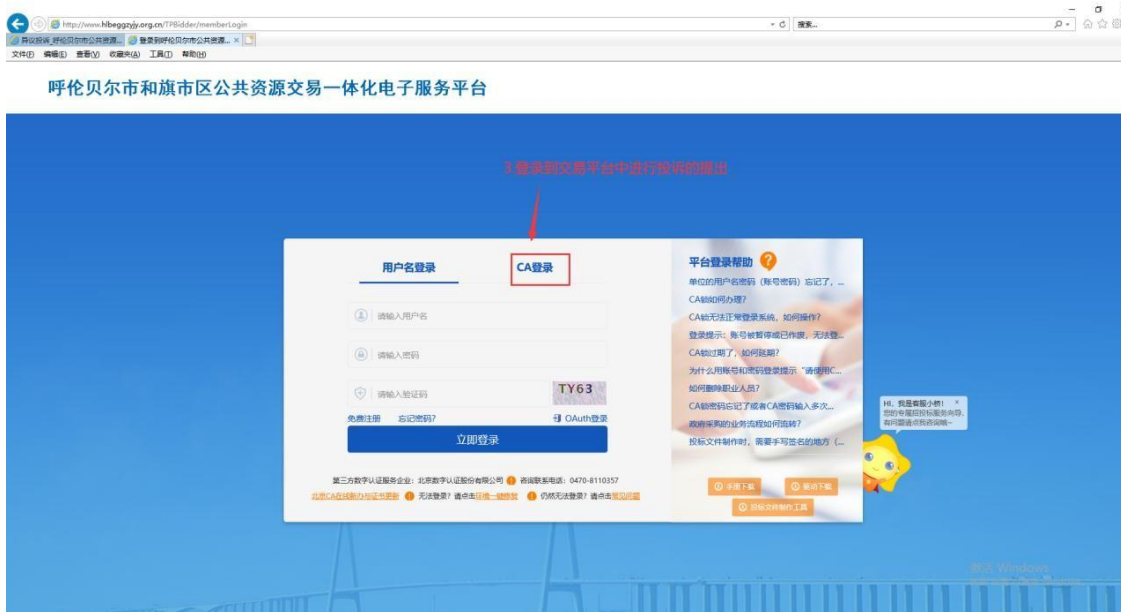 http://www.hlbeggzyjy.org.cn/TPBidder/memberLogin
搜索...
异议投诉_呼伦贝尔市公共资源...
登录到呼伦贝尔市公共资源...
文件(F) 编辑(E) 查看(V) 收藏夹(A) 工具(T) 帮助(H)
呼伦贝尔市和旗市区公共资源交易一体化电子服务平台
3.登录到交易平台中进行投诉的提出
用户名登录
CA登录
请输入用户名
请输入密码
请输入验证码
TY63
免费注册 忘记密码?
OAuth登录
立即登录
第三方数字认证服务企业：北京数字认证股份有限公司 咨询联系电话：0470-8110357
北京CA在线新办与证书更新 无法登录？请点击环境一键修复 仍然无法登录？请点击常见问题
平台登录帮助
单位的用户名密码（账号密码）忘记了，...
CA锁如何办理？
CA锁无法正常登录系统，如何操作？
登录提示：账号被暂停或已作废，无法登...
CA锁过期了，如何延期？
为什么用账号和密码登录提示“请使用C...
如何删除职业人员？
CA锁密码忘记了或者CA密码输入多次...
政府采购的业务流程如何流转？
投标文件制作时，需要手写签名的地方（...
手册下载
驱动下载
投标文件制作工具
HI，我是客服小桥！
您的专属招投标服务向导，
有问题请点我咨询哦~
激活 Windows